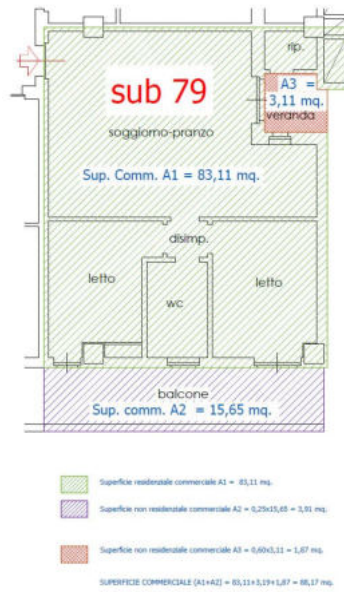 rip.
sub 79
A3 =
3,11 mq.
veranda
soggiorno-pranzo
Sup. Comm. A1 = 83,11 mq.
disimp.
letto
letto
wc
balcone
Sup. comm. A2 = 15,65 mq.
Superficie residenziale commerciale A1 = 83,11 mq.
Superficie non residenziale commerciale A2 = 0,25x15,65 = 3,91 mq.
Superficie non residenziale commerciale A3 = 0,60x3,11 = 1,87 mq.
SUPERFICIE COMMERCIALE (A1+A2) = 83,11+3,19+1,87 = 88,17 mq.